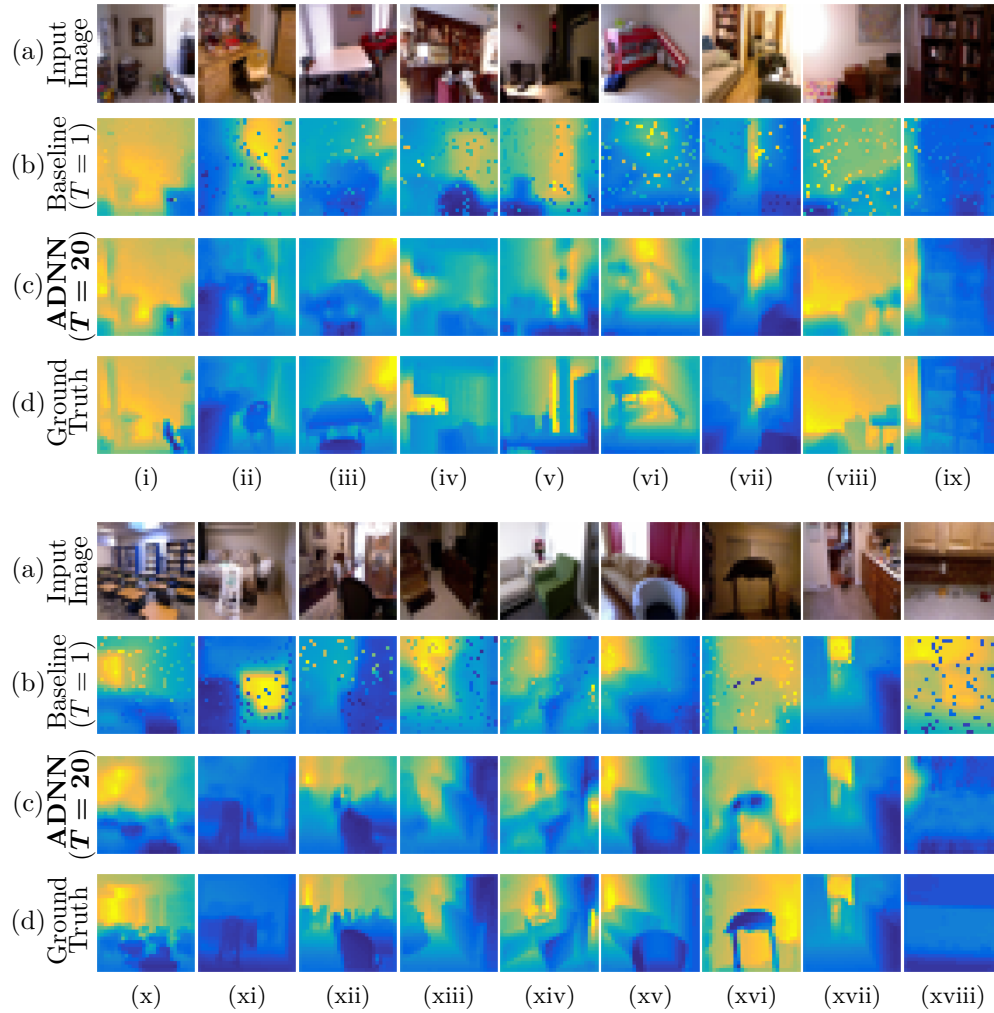 (a) Input
Image
(b) Baseline
(T = 1)
(c) ADNN
(T = 20)
(d) Ground
Truth
(i) (ii) (iii) (iv) (v) (vi) (vii) (viii) (ix)
(a) Input
Image
(b) Baseline
(T = 1)
(c) ADNN
(T = 20)
(d) Ground
Truth
(x) (xi) (xii) (xiii) (xiv) (xv) (xvi) (xvii) (xviii)